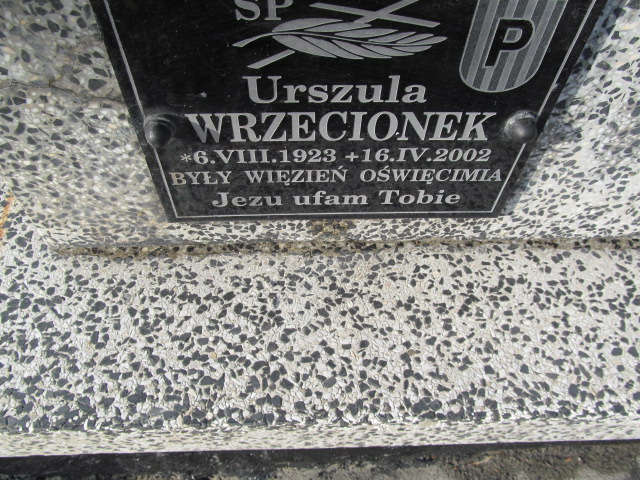 SP
P
Urszula
WRZECIONEK
*6.VIII.1923 +16.IV.2002
BYŁY WIĘZIEŃ OŚWIĘCIMIA
Jezu ufam Tobie